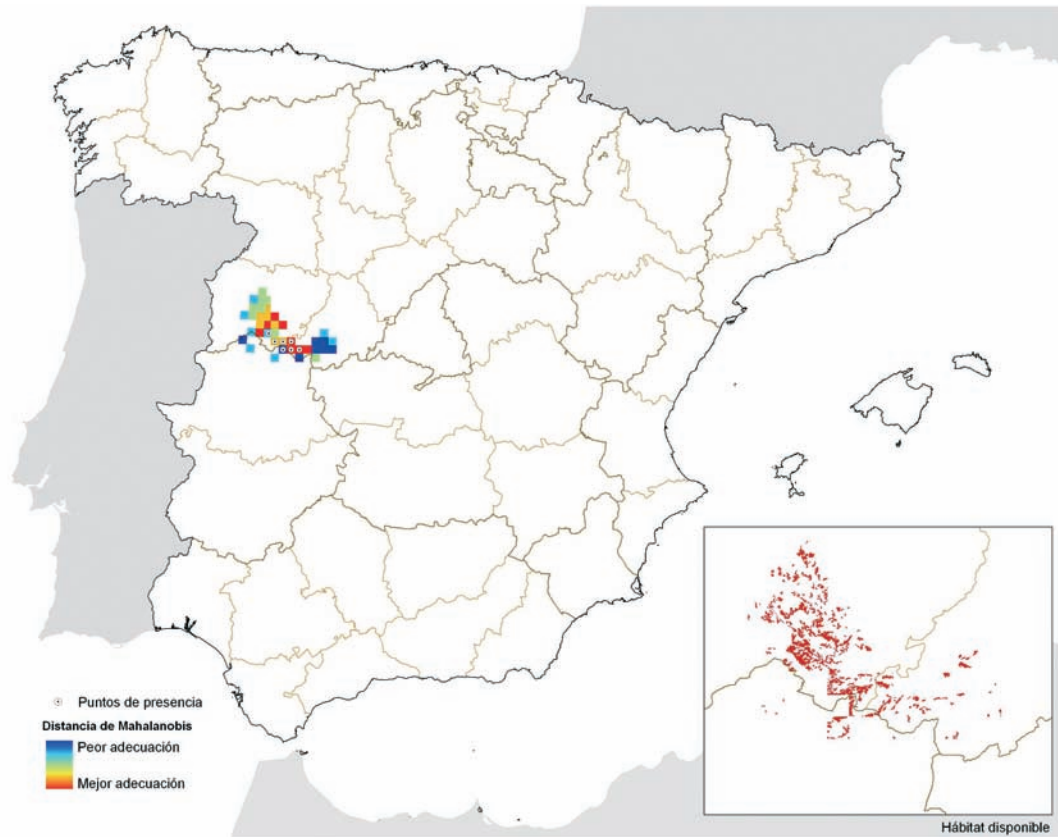 Puntos de presencia
Distancia de Mahalanobis
Peor adecuación
Mejor adecuación
Hábitat disponible